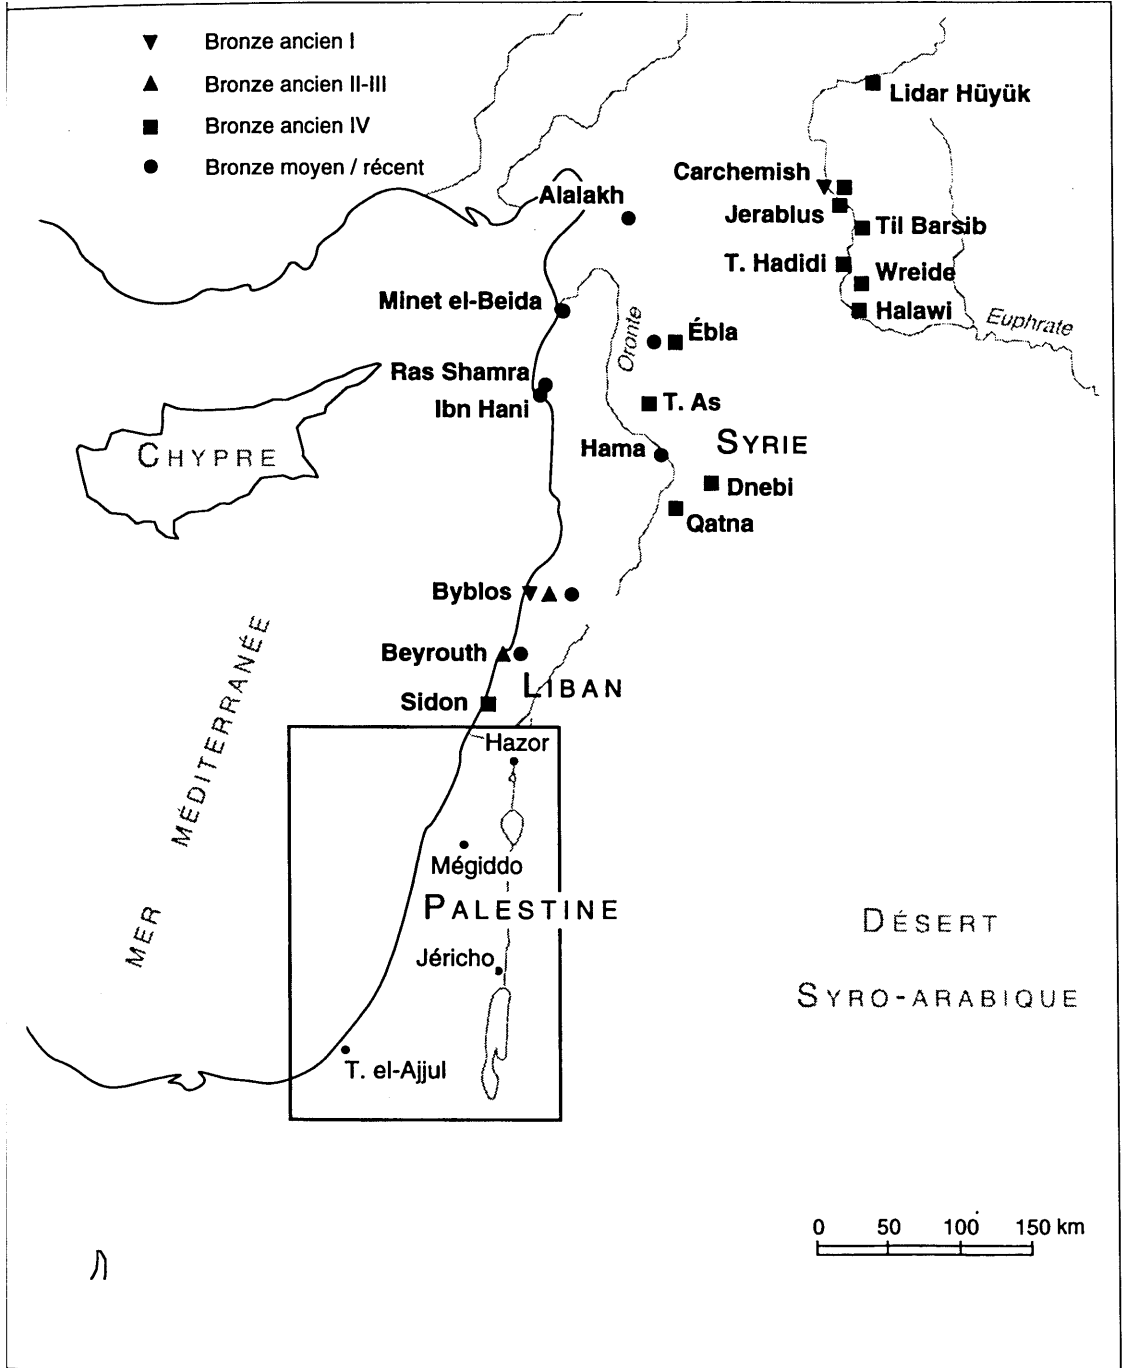 Bronze ancien I
Bronze ancien II-III
Bronze ancien IV
Bronze moyen / récent
Lidar Hüyük
Carchemish
Alalakh
Jerablus
Til Barsib
T. Hadidi
Wreide
Minet el-Beida
Halawi
Euphrate
Oronte
Ébla
Ras Shamra
Ibn Hani
T. As
CHYPRE
Hama
SYRIE
Dnebi
Qatna
Byblos
Beyrouth
LIBAN
Sidon
MER MÉDITERRANÉE
Hazor
Mégiddo
PALESTINE
Jéricho
DÉSERT
SYRO-ARABIQUE
T. el-Ajjul
0 50 100 150 km